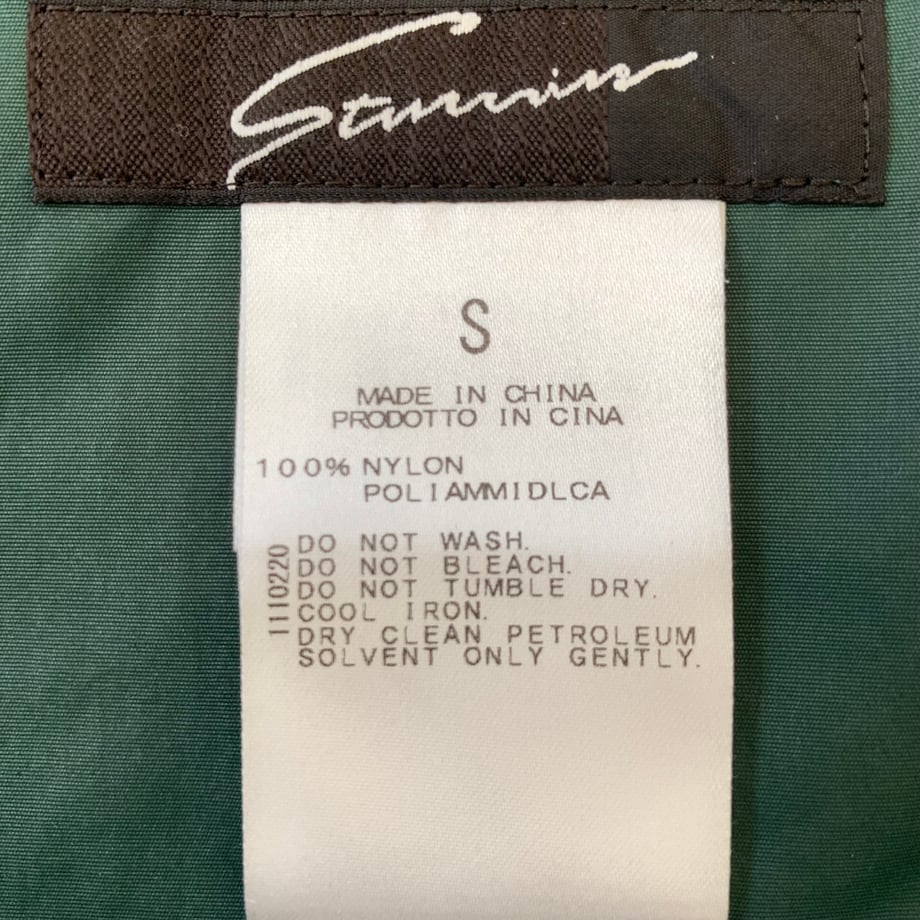 S
MADE IN CHINA
PRODOTTO IN CINA
100% NYLON
POLIAMMIDLCA
DO NOT WASH.
DO NOT BLEACH.
DO NOT TUMBLE DRY.
COOL IRON.
DRY CLEAN PETROLEUM
SOLVENT ONLY GENTLY.
1110220